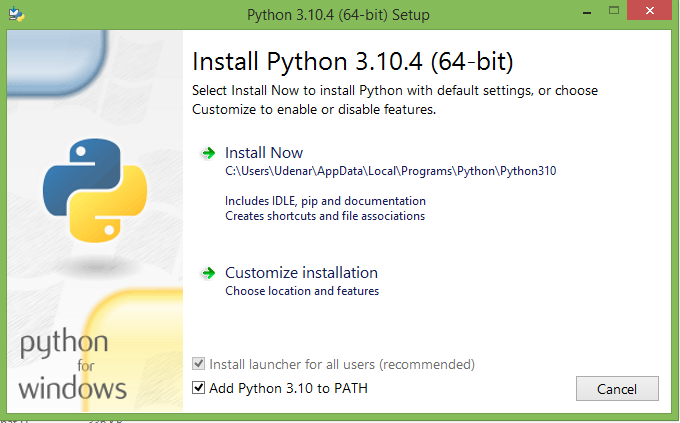 Python 3.10.4 (64-bit) Setup
Install Python 3.10.4 (64-bit)
Select Install Now to install Python with default settings, or choose
Customize to enable or disable features.
Install Now
C:\Users\Udenar\AppData\Local\Programs\Python\Python310
Includes IDLE, pip and documentation
Creates shortcuts and file associations
Customize installation
Choose location and features
python
for
windows
Install launcher for all users (recommended)
Add Python 3.10 to PATH
Cancel